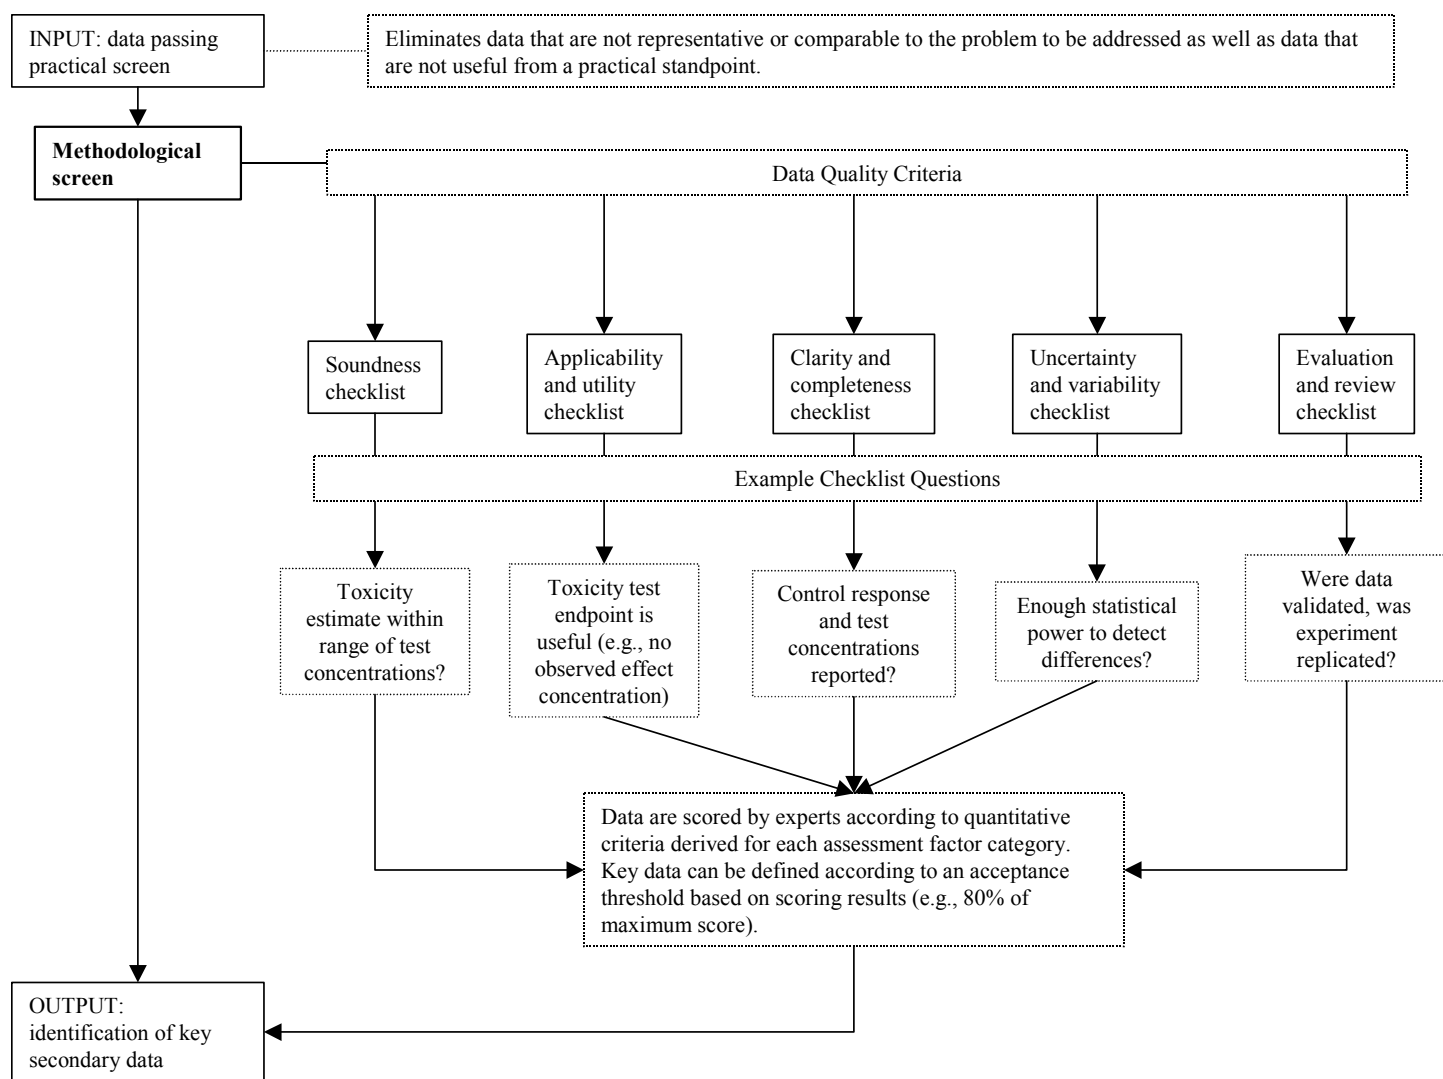 INPUT: data passing
practical screen
Eliminates data that are not representative or comparable to the problem to be addressed as well as data that
are not useful from a practical standpoint.
Methodological
screen
Data Quality Criteria
Soundness
checklist
Applicability
and utility
checklist
Clarity and
completeness
checklist
Uncertainty
and variability
checklist
Evaluation
and review
checklist
Example Checklist Questions
Toxicity
estimate within
range of test
concentrations?
Toxicity test
endpoint is
useful (e.g., no
observed effect
concentration)
Control response
and test
concentrations
reported?
Enough statistical
power to detect
differences?
Were data
validated, was
experiment
replicated?
Data are scored by experts according to quantitative
criteria derived for each assessment factor category.
Key data can be defined according to an acceptance
threshold based on scoring results (e.g., 80% of
maximum score).
OUTPUT:
identification of key
secondary data